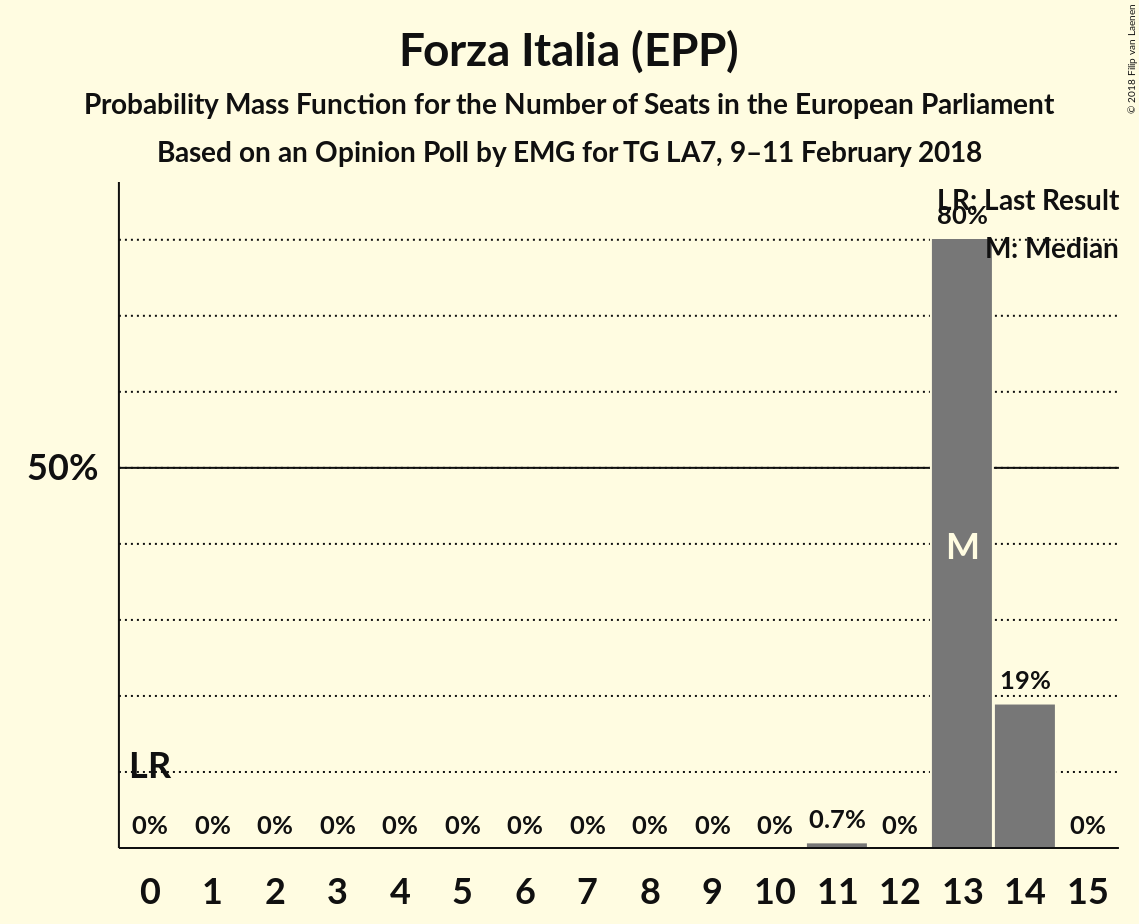 Forza Italia (EPP)
Probability Mass Function for the Number of Seats in the European Parliament
Based on an Opinion Poll by EMG for TG LA7, 9–11 February 2018
© 2018 Filip van Laenen
LR: Last Result
M: Median
80%
50%
M
19%
LR
0% 0% 0% 0% 0% 0% 0% 0% 0% 0% 0% 0.7% 0% 0%
0 1 2 3 4 5 6 7 8 9 10 11 12 13 14 15